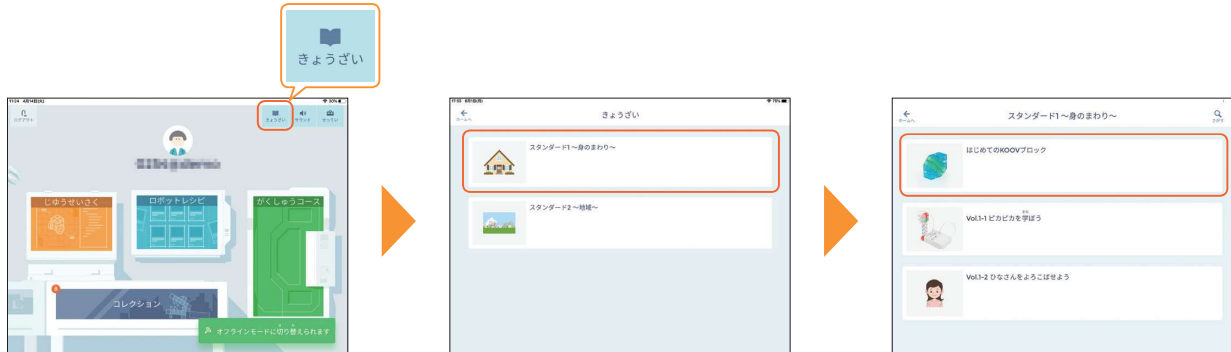 きょうざい
11:24 4月14日(火)
20%
ログアウト
きょうざい
サウンド
せってい
じゆうせいさく
ロボットレシピ
がくしゅうコース
4
コレクション
オフラインモードに切り替えられます
ホームへ
きょうざい
スタンダード1 〜身のまわり〜
スタンダード2 〜地域〜
ホームへ
スタンダード1 〜身のまわり〜
さがす
はじめてのKOOVブロック
Vol.1-1 ピカピカを学ぼう
Vol.1-2 ひなさんをよろこばせよう